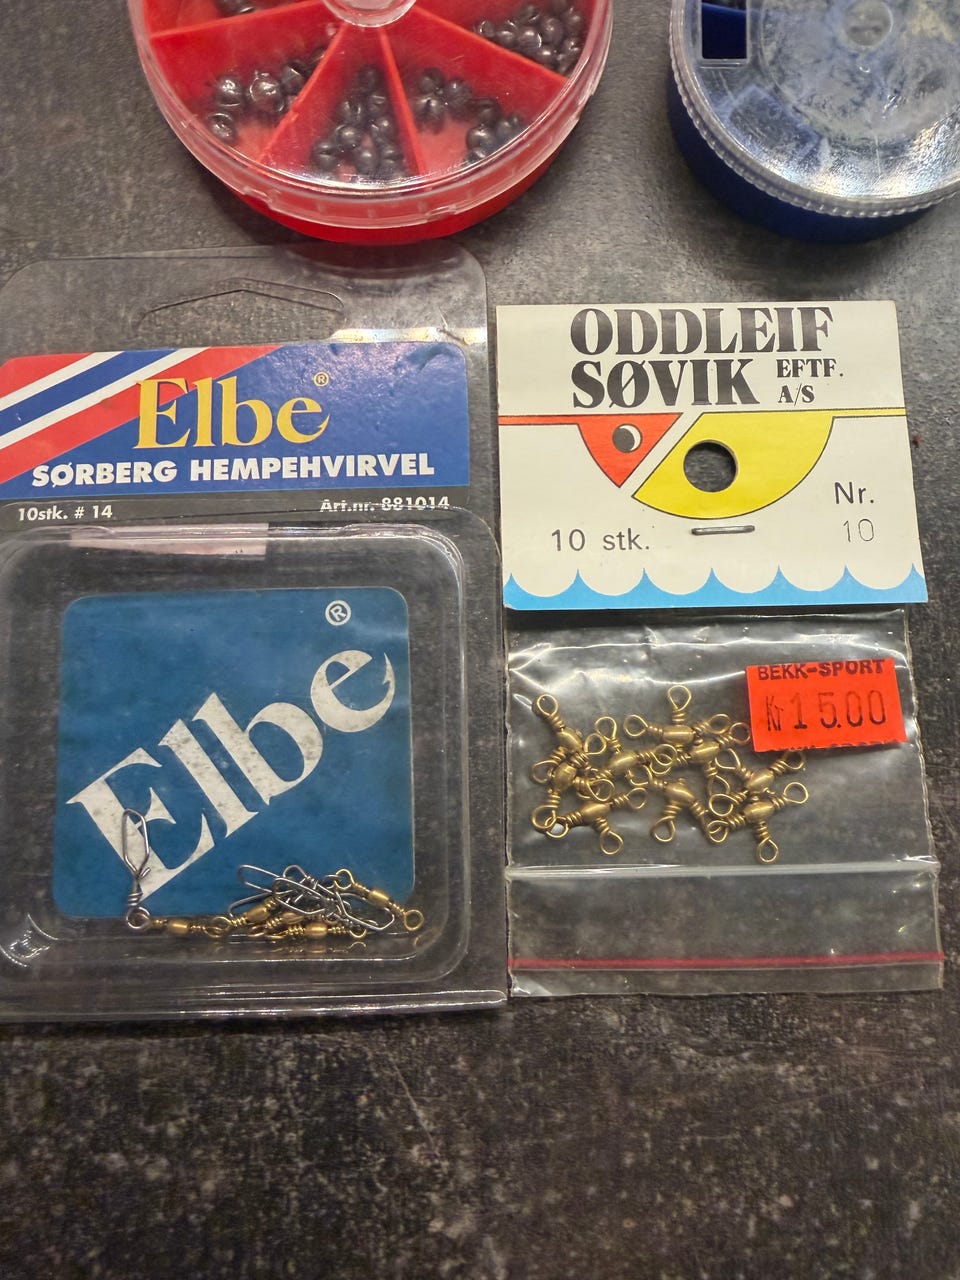 Elbe®
SØRBERG HEMPEHVIRVEL
10stk. # 14
Art.nr. 881014
Elbe®
ODDLEIF
SØVIK EFTF.
A/S
Nr.
10
10 stk.
BEKK-SPORT
Kr 15.00